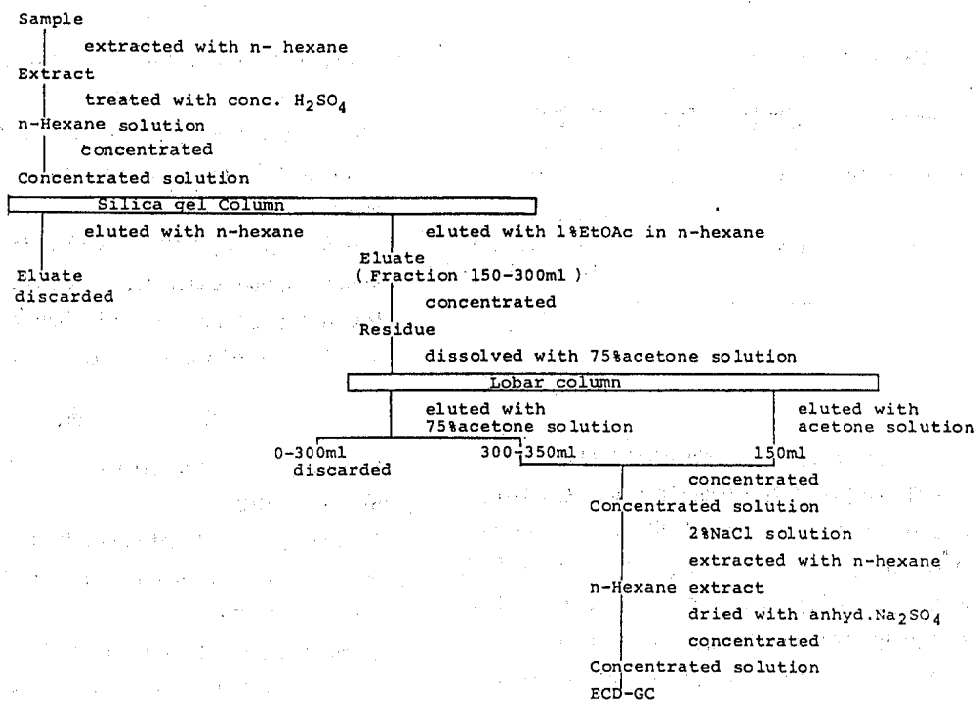 Sample
extracted with n- hexane
Extract
treated with conc. H2SO4
n-Hexane solution
concentrated
Concentrated solution
Silica gel Column
eluted with n-hexane
eluted with 1%EtOAc in n-hexane
Eluate
discarded
Eluate
( Fraction 150-300ml )
concentrated
Residue
dissolved with 75%acetone solution
Lobar column
eluted with
75%acetone solution
eluted with
acetone solution
0-300ml
discarded
300-350ml
150ml
concentrated
Concentrated solution
2%NaCl solution
extracted with n-hexane
n-Hexane extract
dried with anhyd.Na2SO4
concentrated
Concentrated solution
ECD-GC